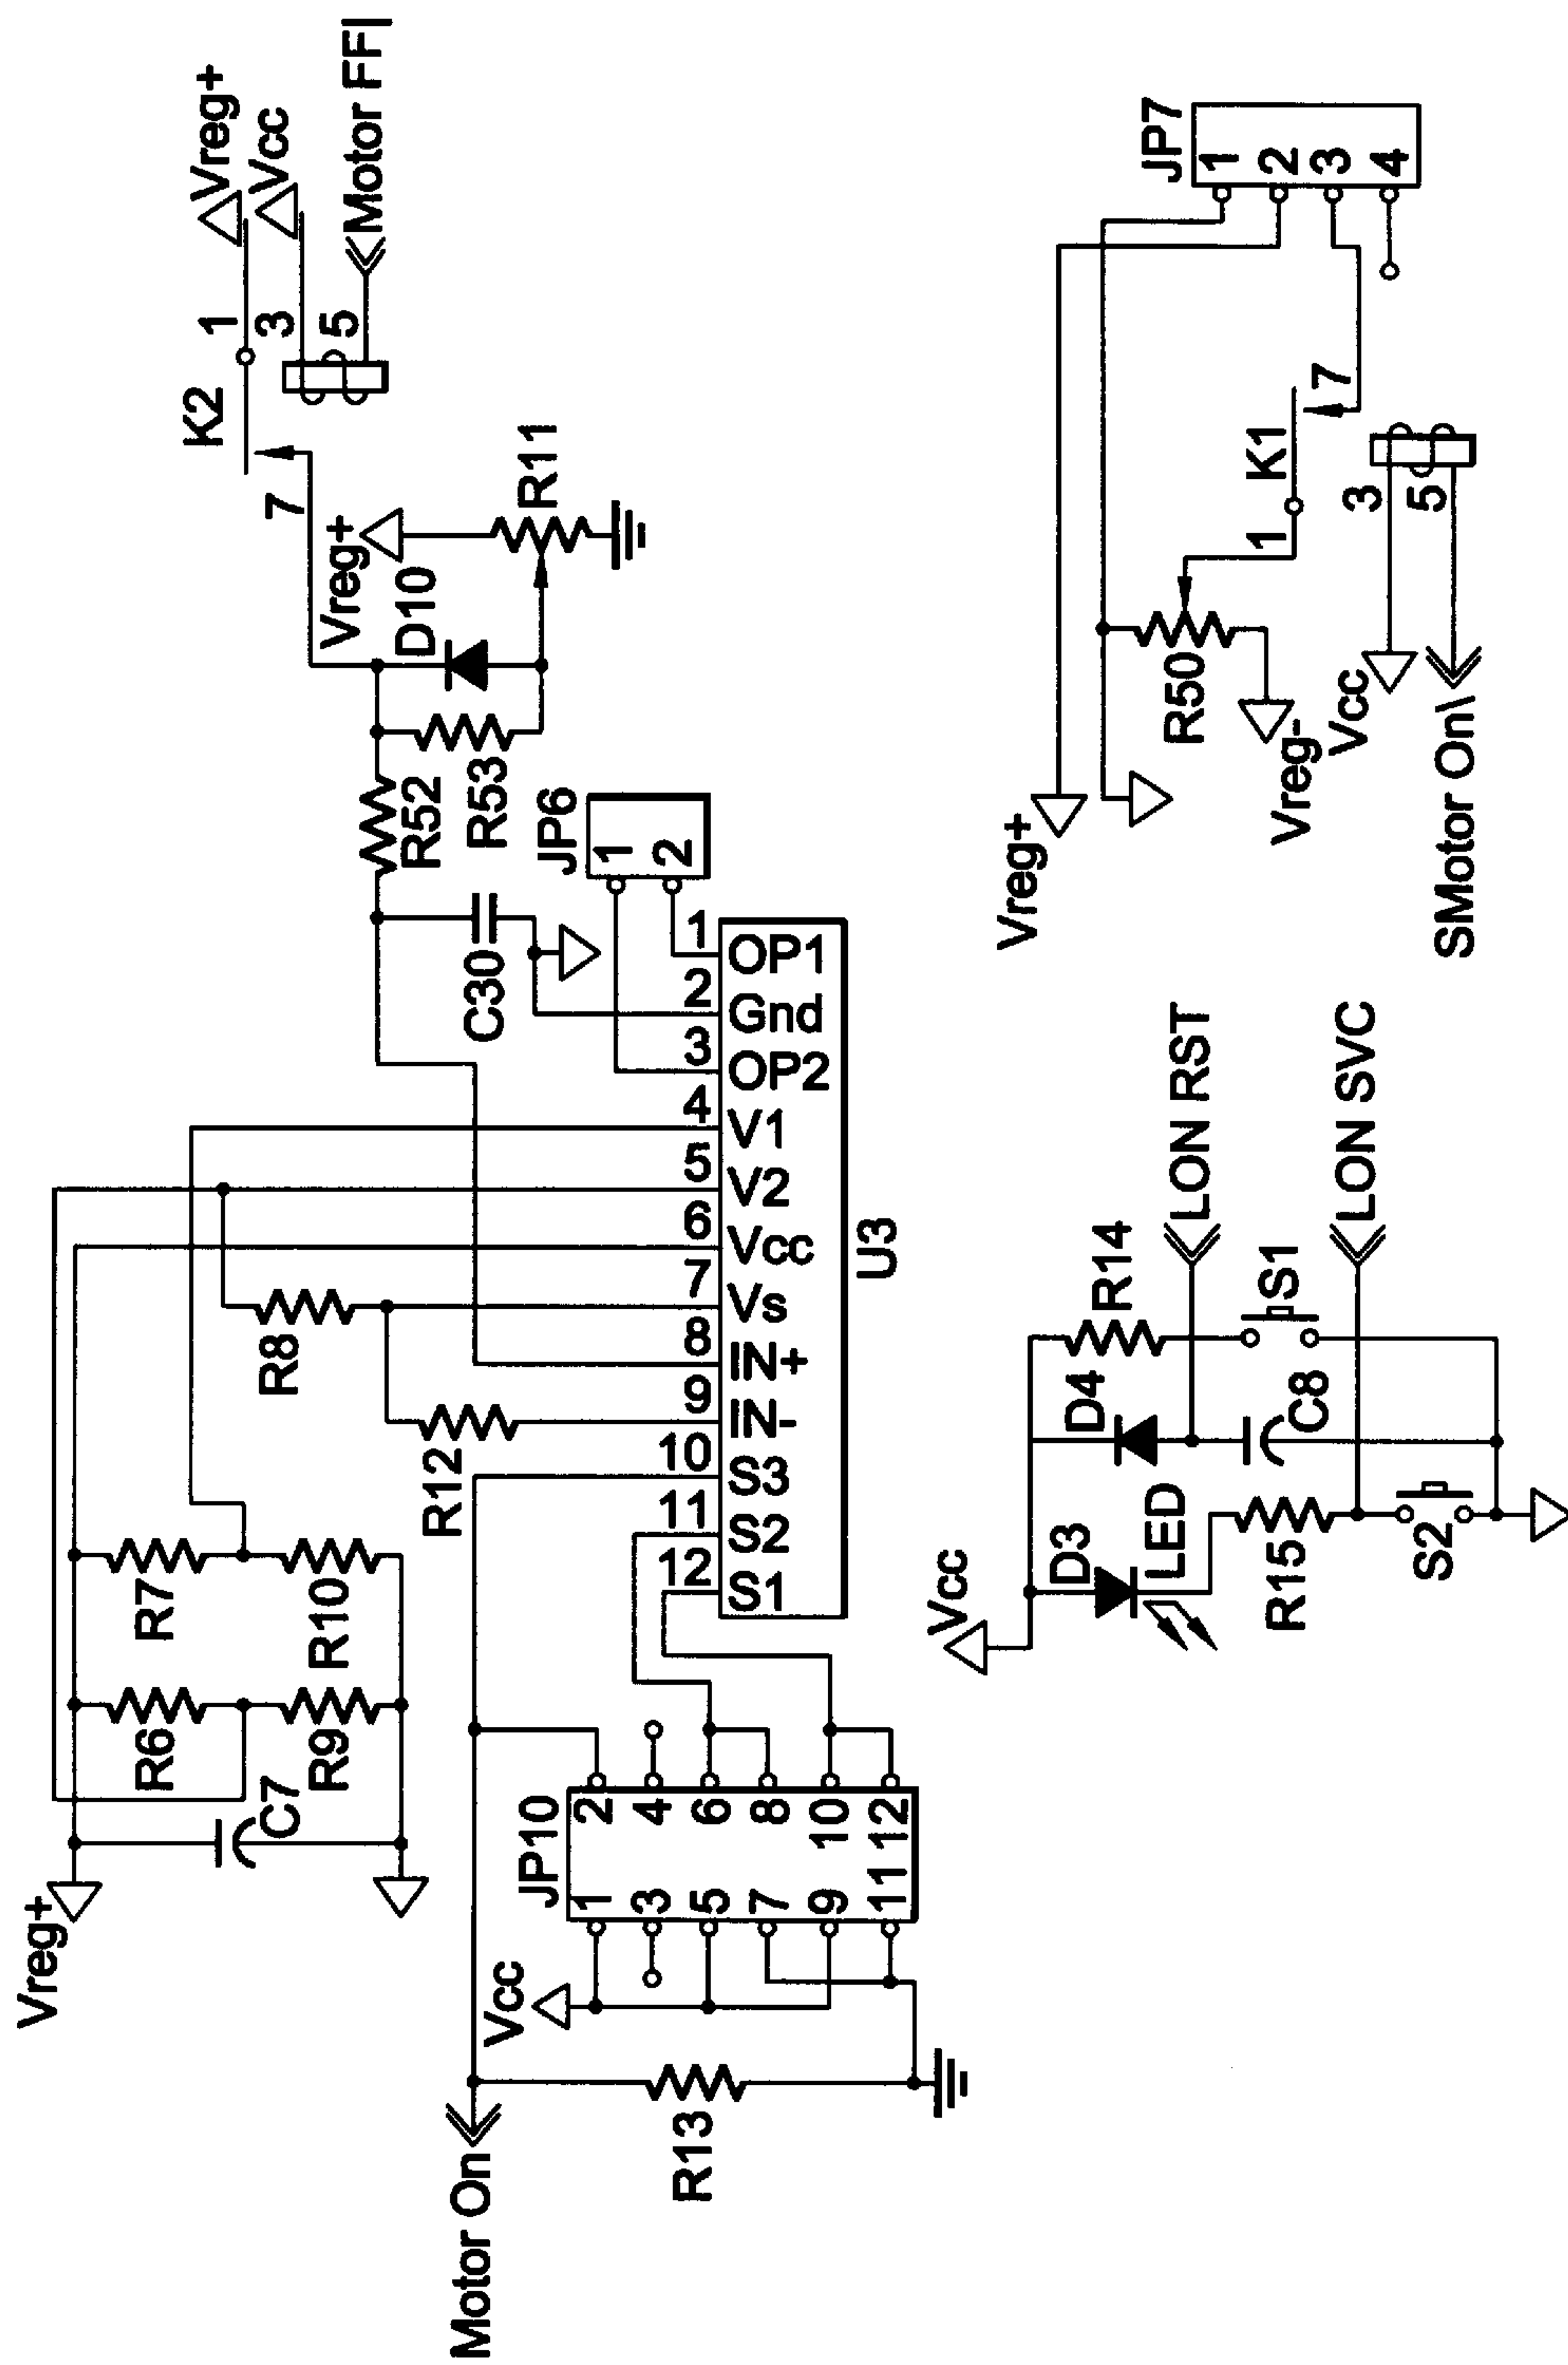 Vreg+
C7
R6
R7
R9
R10
R8
R12
Motor On
R13
Vcc
JP10
1 2
3 4
5 6
7 8
9 10
11 12
12 S1
11 S2
10 S3
9 IN-
8 IN+
7 Vs
6 Vcc
5 V2
4 V1
3 OP2
2 Gnd
1 OP1
U3
C30
JP6
1
2
R52
R53
D10
Vreg+
R11
7
K2
1
3
5
Vreg+
Vcc
Motor FF|
Vcc
D3
LED
R15
S2
D4
C8
R14
S1
LON RST
LON SVC
Vreg+
Vreg-
R50
Vcc
SMotor On\
1
K1
7
3
5
JP7
1
2
3
4